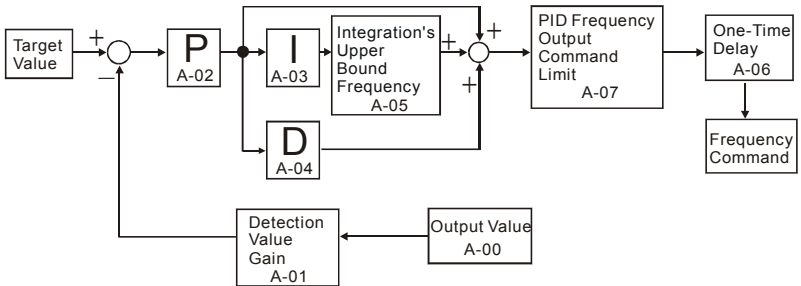 Target
Value
+
−
P
A-02
I
A-03
Integration's
Upper
Bound
Frequency
A-05
D
A-04
+
+
+
PID Frequency
Output
Command
Limit
A-07
One-Time
Delay
A-06
Frequency
Command
Detection
Value
Gain
A-01
Output Value
A-00